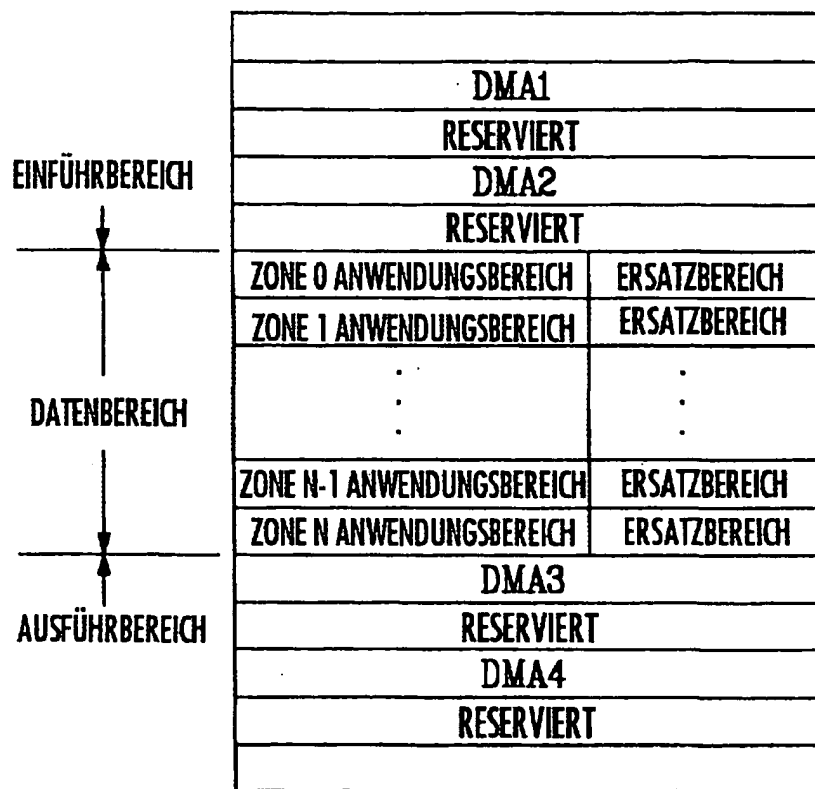 DMA1
RESERVIERT
EINFÜHRBEREICH
DMA2
RESERVIERT
ZONE 0 ANWENDUNGSBEREICH ERSATZBEREICH
ZONE 1 ANWENDUNGSBEREICH ERSATZBEREICH
DATENBEREICH
ZONE N-1 ANWENDUNGSBEREICH ERSATZBEREICH
ZONE N ANWENDUNGSBEREICH ERSATZBEREICH
DMA3
AUSFÜHRBEREICH
RESERVIERT
DMA4
RESERVIERT